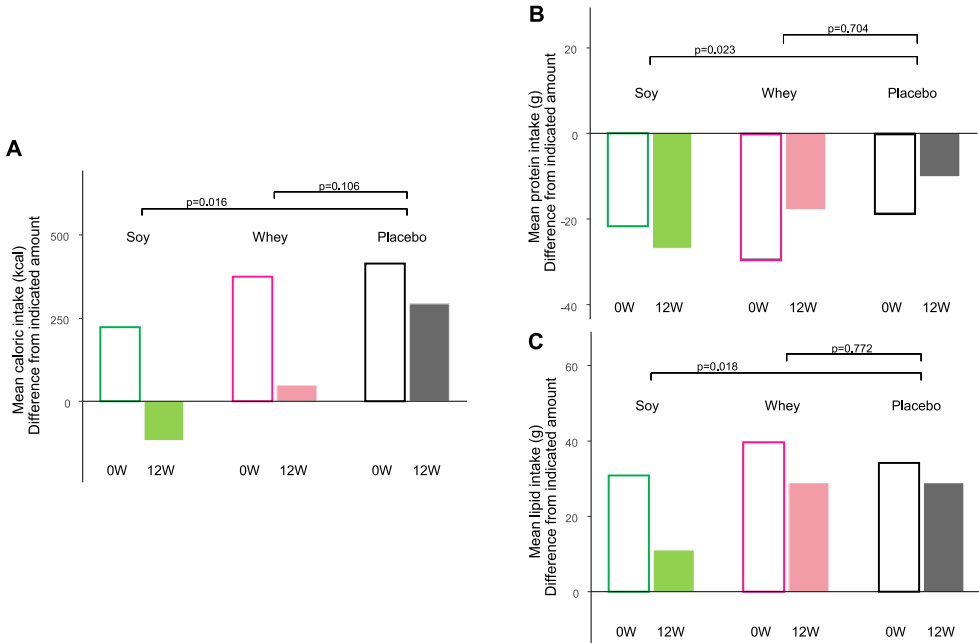 A
Mean caloric intake (kcal)
Difference from indicated amount
500
250
0
p=0.106
p=0.016
Soy Whey Placebo
0W 12W 0W 12W 0W 12W
B
Mean protein intake (g)
Difference from indicated amount
20
0
-20
-40
p=0.704
p=0.023
Soy Whey Placebo
0W 12W 0W 12W 0W 12W
C
Mean lipid intake (g)
Difference from indicated amount
60
40
20
0
p=0.772
p=0.018
Soy Whey Placebo
0W 12W 0W 12W 0W 12W